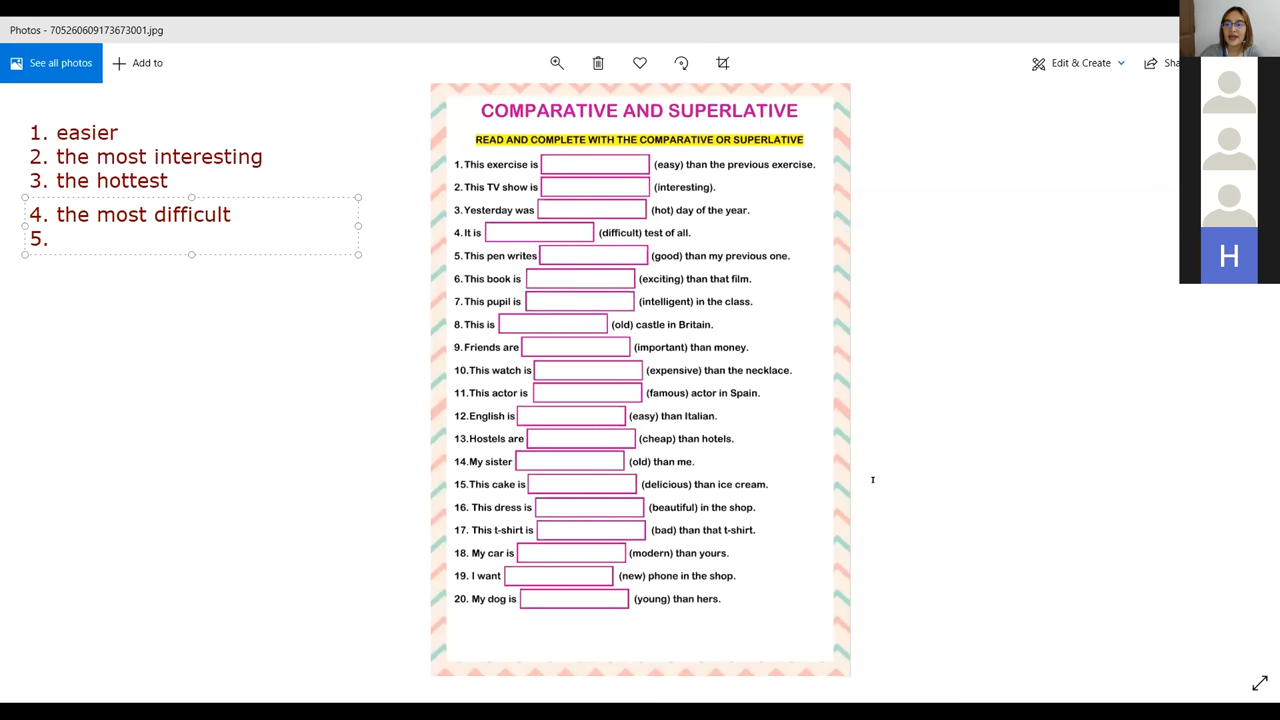 Photos - 705260609173673001.jpg
See all photos
Add to
Edit & Create
Sha
1. easier
2. the most interesting
3. the hottest
4. the most difficult
5.
COMPARATIVE AND SUPERLATIVE
READ AND COMPLETE WITH THE COMPARATIVE OR SUPERLATIVE
1.This exercise is (easy) than the previous exercise.
2.This TV show is (interesting).
3.Yesterday was (hot) day of the year.
4.It is (difficult) test of all.
5.This pen writes (good) than my previous one.
6.This book is (exciting) than that film.
7.This pupil is (intelligent) in the class.
8.This is (old) castle in Britain.
9.Friends are (important) than money.
10.This watch is (expensive) than the necklace.
11.This actor is (famous) actor in Spain.
12.English is (easy) than Italian.
13.Hostels are (cheap) than hotels.
14.My sister (old) than me.
15.This cake is (delicious) than ice cream.
16. This dress is (beautiful) in the shop.
17. This t-shirt is (bad) than that t-shirt.
18. My car is (modern) than yours.
19. I want (new) phone in the shop.
20. My dog is (young) than hers.
H